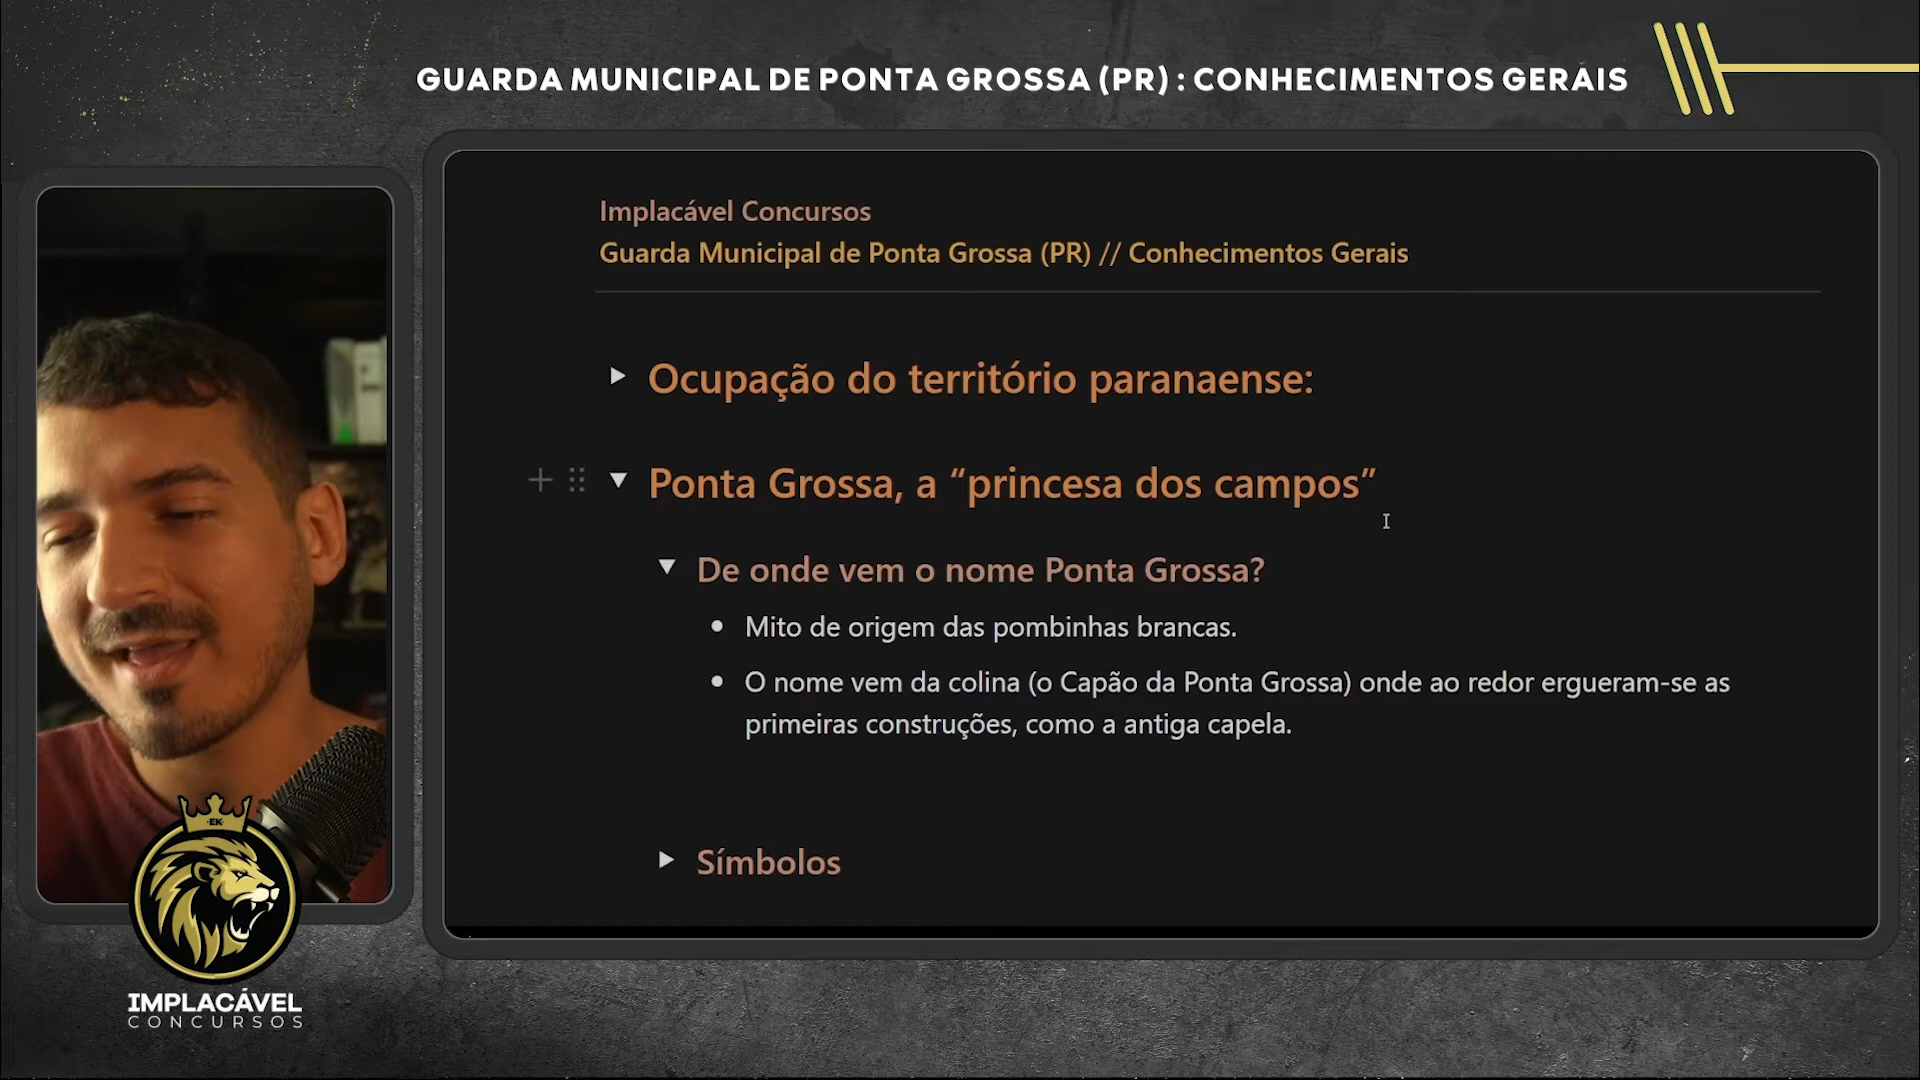 GUARDA MUNICIPAL DE PONTA GROSSA (PR) : CONHECIMENTOS GERAIS
Implacável Concursos
Guarda Municipal de Ponta Grossa (PR) // Conhecimentos Gerais
Ocupação do território paranaense:
Ponta Grossa, a “princesa dos campos”
De onde vem o nome Ponta Grossa?
Mito de origem das pombinhas brancas.
O nome vem da colina (o Capão da Ponta Grossa) onde ao redor ergueram-se as
primeiras construções, como a antiga capela.
Símbolos
·EK·
IMPLACÁVEL
CONCURSOS